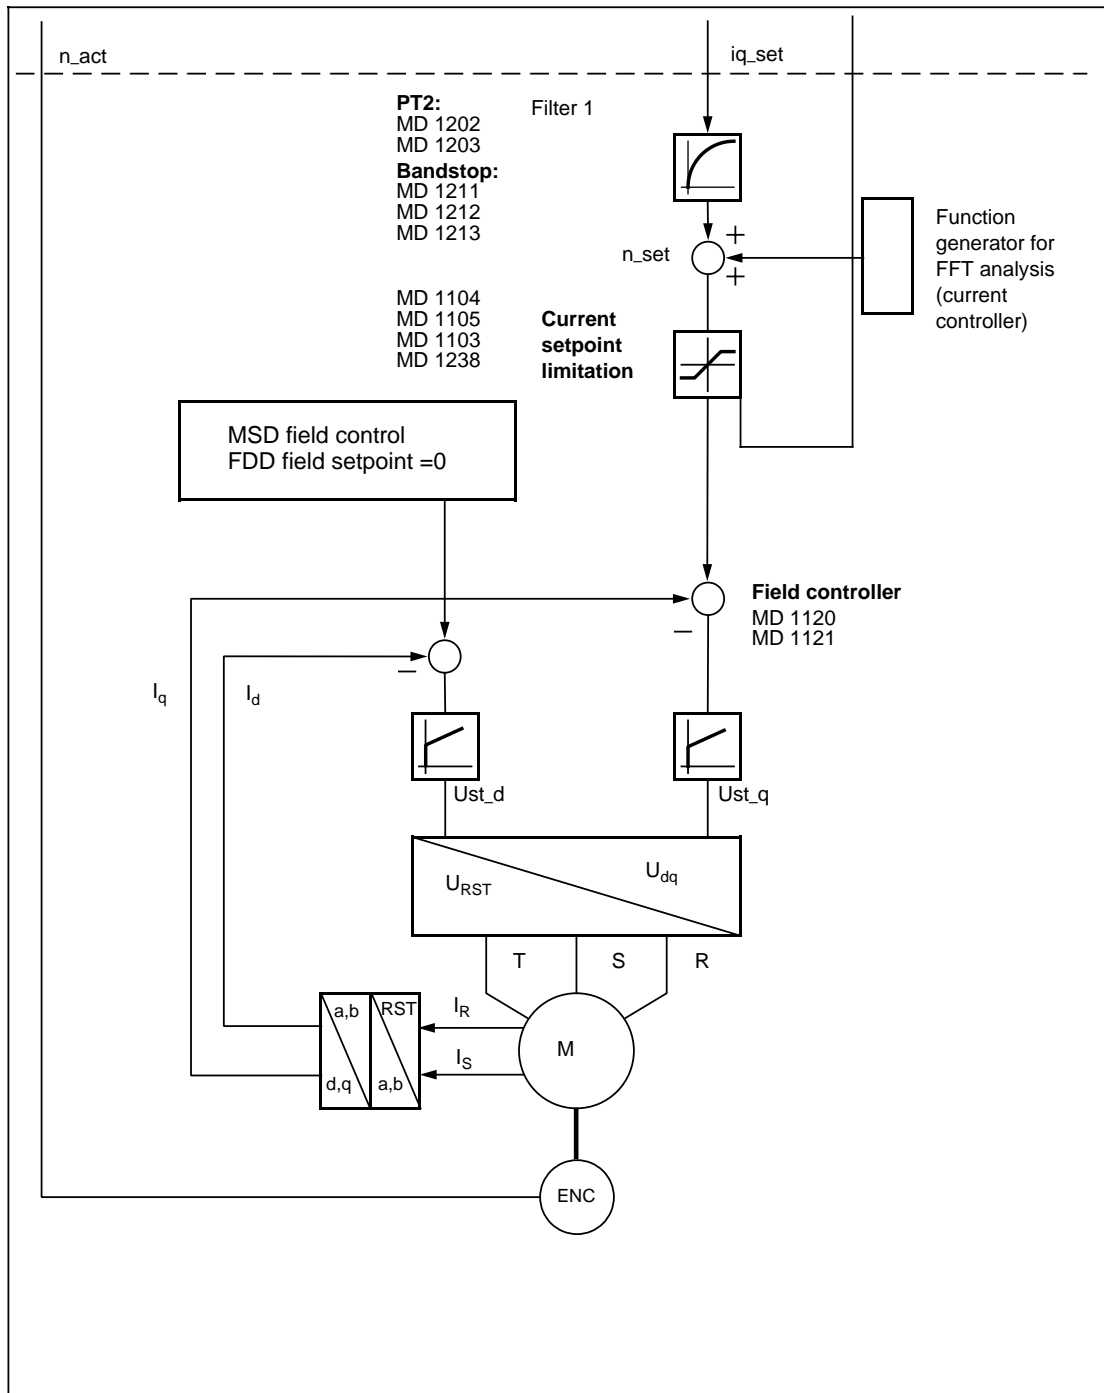 n_act
iq_set
PT2:
MD 1202
MD 1203
Filter 1
Bandstop:
MD 1211
MD 1212
MD 1213
n_set
+
+
Function
generator for
FFT analysis
(current
controller)
MD 1104
MD 1105
MD 1103
MD 1238
Current
setpoint
limitation
MSD field control
FDD field setpoint =0
Field controller
MD 1120
MD 1121
–
–
Iq
Id
Ust_d
Ust_q
URST
Udq
T
S
R
a,b
d,q
RST
a,b
IR
IS
M
ENC